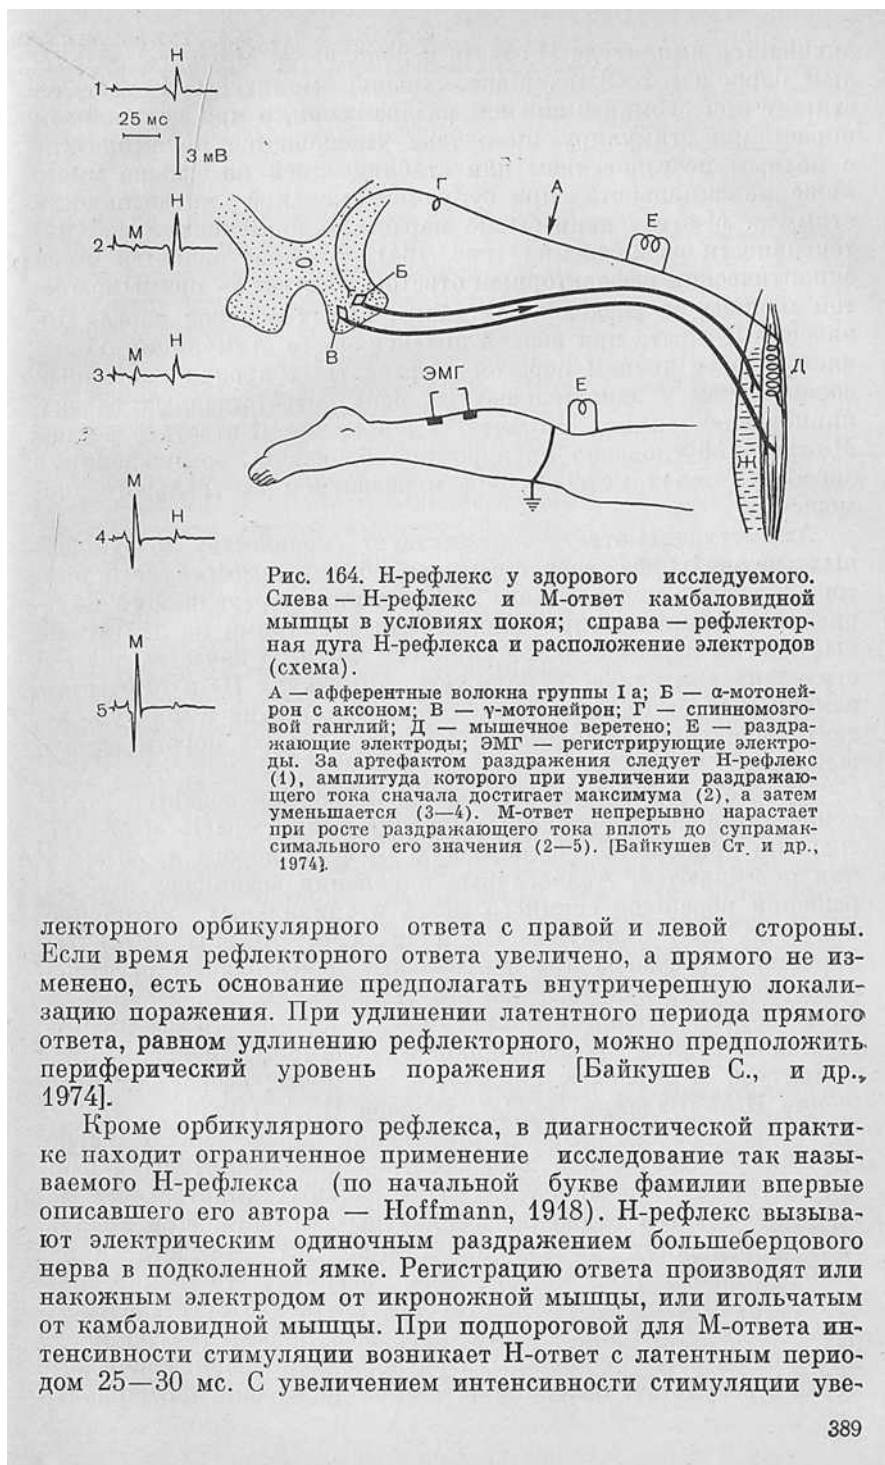 H
1
25 мс
3 мВ
Г
А
Е
H
М
2
Б
В
М
H
3
ЭМГ
Е
Д
Ж
М
H
4
М
5
Рис. 164. Н-рефлекс у здорового исследуемого.
Слева — Н-рефлекс и М-ответ камбаловидной
мышцы в условиях покоя; справа — рефлектор-
ная дуга Н-рефлекса и расположение электродов
(схема).
А — афферентные волокна группы I а; Б — α-мотоней-
рон с аксоном; В — γ-мотонейрон; Г — спинномозго-
вой ганглий; Д — мышечное веретено; Е — раздра-
жающие электроды; ЭМГ — регистрирующие электро-
ды. За артефактом раздражения следует Н-рефлекс
(1), амплитуда которого при увеличении раздражаю-
щего тока сначала достигает максимума (2), а затем
уменьшается (3—4). М-ответ непрерывно нарастает
при росте раздражающего тока вплоть до супрамак-
симального его значения (2—5). [Байкушев Ст. и др.,
1974].
лекторного орбикулярного ответа с правой и левой стороны.
Если время рефлекторного ответа увеличено, а прямого не из-
менено, есть основание предполагать внутричерепную локали-
зацию поражения. При удлинении латентного периода прямого
ответа, равном удлинению рефлекторного, можно предположить
периферический уровень поражения [Байкушев С., и др.,
1974].
Кроме орбикулярного рефлекса, в диагностической практи-
ке находит ограниченное применение исследование так назы-
ваемого Н-рефлекса (по начальной букве фамилии впервые
описавшего его автора — Hoffmann, 1918). Н-рефлекс вызыва-
ют электрическим одиночным раздражением большеберцового
нерва в подколенной ямке. Регистрацию ответа производят или
накожным электродом от икроножной мышцы, или игольчатым
от камбаловидной мышцы. При подпороговой для М-ответа ин-
тенсивности стимуляции возникает Н-ответ с латентным перио-
дом 25—30 мс. С увеличением интенсивности стимуляции уве-
389